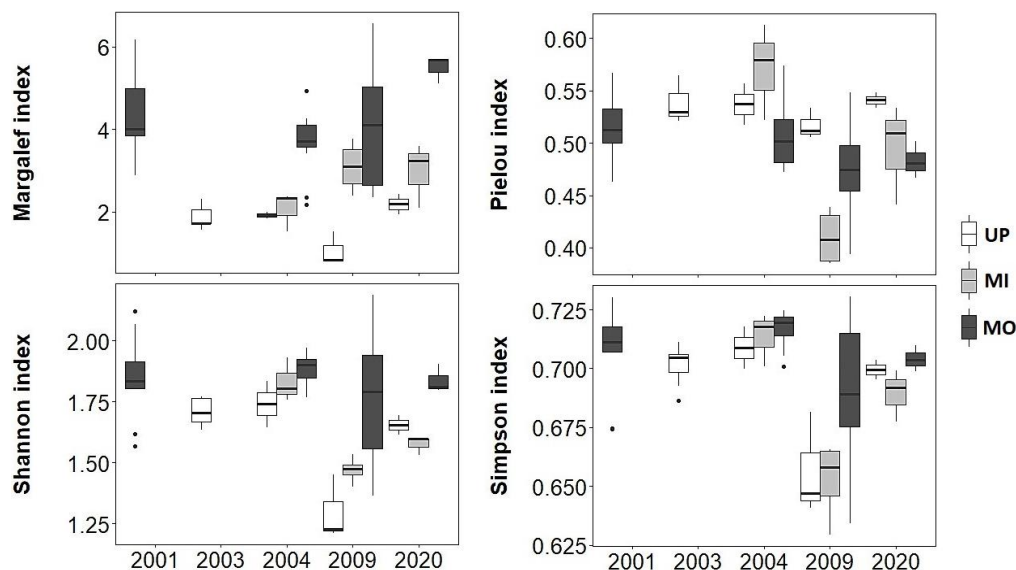 Margalef index
6
4
2
Pielou index
0.60
0.55
0.50
0.45
0.40
Shannon index
2.00
1.75
1.50
1.25
2001 2003 2004 2009 2020
Simpson index
0.725
0.700
0.675
0.650
0.625
2001 2003 2004 2009 2020
UP
MI
MO